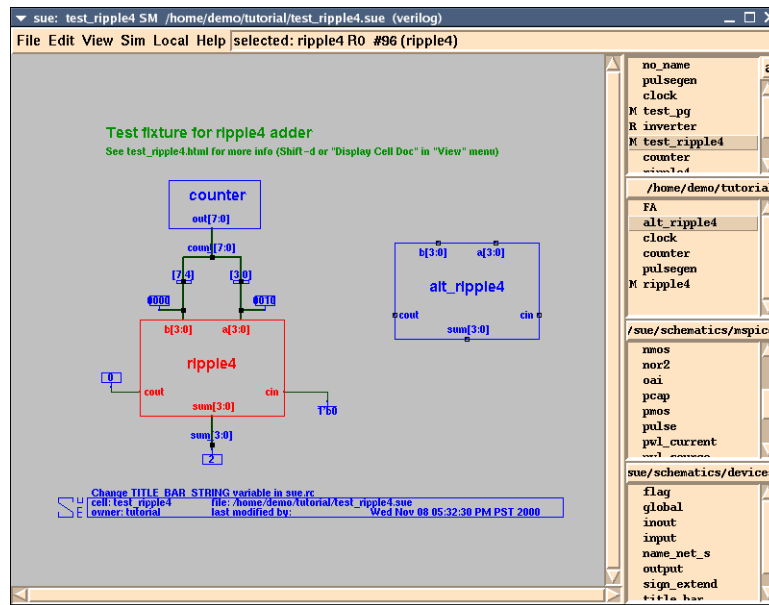 sue: test_ripple4 SM /home/demo/tutorial/test_ripple4.sue (verilog)
File Edit View Sim Local Help selected: ripple4 R0 #96 (ripple4)
Test fixture for ripple4 adder
See test_ripple4.html for more info (Shift-d or "Display Cell Doc" in "View" menu)
counter
out[7:0]
count[7:0]
[7:4] [3:0]
0000 0010
b[3:0] a[3:0]
ripple4
0
cout cin
1'b0
sum[3:0]
sum[3:0]
2
b[3:0] a[3:0]
alt_ripple4
cout cin
sum[3:0]
Change TITLE_BAR_STRING variable in sue.rc
SUE
cell: test_ripple4 file: /home/demo/tutorial/test_ripple4.sue
owner: tutorial last modified by: Wed Nov 08 05:32:30 PM PST 2000
no_name
pulsegen
clock
M test_pg
R inverter
M test_ripple4
counter
ripple4
/home/demo/tutoria
FA
alt_ripple4
clock
counter
pulsegen
M ripple4
/sue/schematics/mspic
nmos
nor2
oai
pcap
pmos
pulse
pwl_current
pwl_source
sue/schematics/device
flag
global
inout
input
name_net_s
output
sign_extend
title_bar